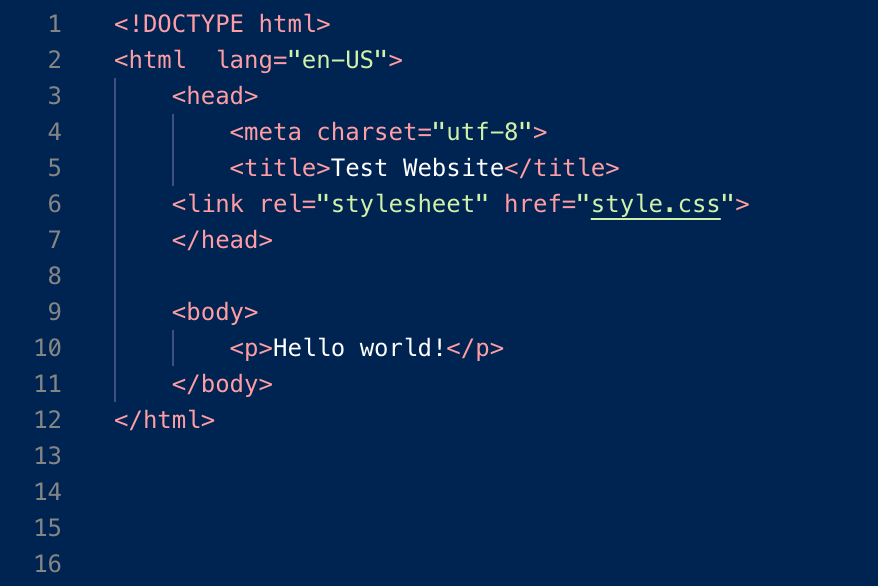 1 <!DOCTYPE html>
2 <html  lang="en-US">
3     <head>
4         <meta charset="utf-8">
5         <title>Test Website</title>
6     <link rel="stylesheet" href="style.css">
7     </head>
8
9     <body>
10         <p>Hello world!</p>
11     </body>
12 </html>
13
14
15
16